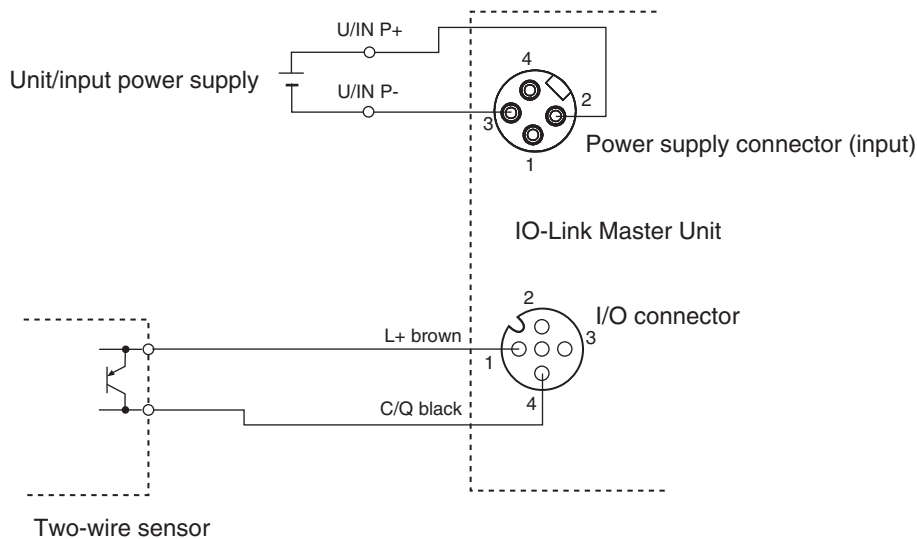 U/IN P+
4
Unit/input power supply
U/IN P-
2
3
Power supply connector (input)
1
IO-Link Master Unit
2
I/O connector
L+ brown
3
1
C/Q black
4
Two-wire sensor